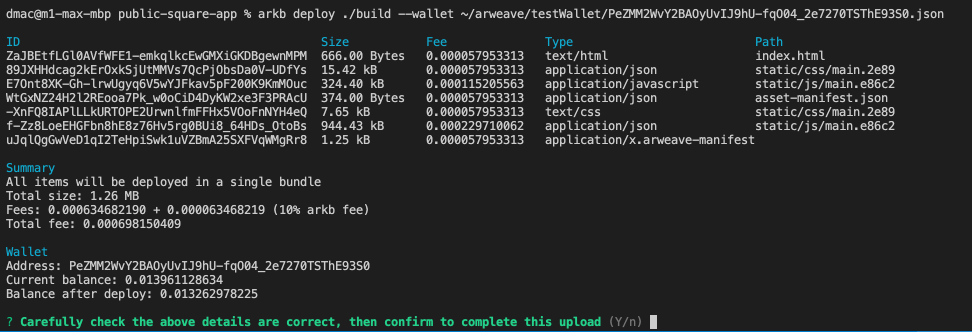 dmac@m1-max-mbp public-square-app % arkb deploy ./build --wallet ~/arweave/testWallet/PeZMM2WvY2BAOyUvIJ9hU-fqO04_2e7270TSThE93S0.json
ID Size Fee Type Path
ZaJBEtfLGl0AVfWFE1-emkqlkcEwGMXiGKDBgewnMPM 666.00 Bytes 0.000057953313 text/html index.html
89JXHHdcag2kErOxkSjUtMMVs7QcPjObsDa0V-UDfYs 15.42 kB 0.000057953313 application/json static/css/main.2e89
E7Ont8XK-Gh-lrwUgyq6V5wYJFkav5pF200K9KmMOuc 324.40 kB 0.000115205563 application/javascript static/js/main.e86c2
WtGxNZ24H2l2REooa7Pk_w0oCiD4DyKW2xe3F3PRAcU 374.00 Bytes 0.000057953313 application/json asset-manifest.json
-XnFQ8IAPlLLkURTOPE2UrwnlfmFFHx5VOoFnNYH4eQ 7.65 kB 0.000057953313 text/css static/css/main.2e89
f-Zz8LoeEHGFbn8hE8z76Hv5rg0BUi8_64HDs_OtoBs 944.43 kB 0.000229710062 application/json static/js/main.e86c2
uJqlQgGwVeD1qI2TeHpiSwk1uVZBmA25SXFVqWMgRr8 1.25 kB 0.000057953313 application/x.arweave-manifest
Summary
All items will be deployed in a single bundle
Total size: 1.26 MB
Fees: 0.000634682190 + 0.000063468219 (10% arkb fee)
Total fee: 0.000698150409
Wallet
Address: PeZMM2WvY2BAOyUvIJ9hU-fqO04_2e7270TSThE93S0
Current balance: 0.013961128634
Balance after deploy: 0.013262978225
? Carefully check the above details are correct, then confirm to complete this upload (Y/n)